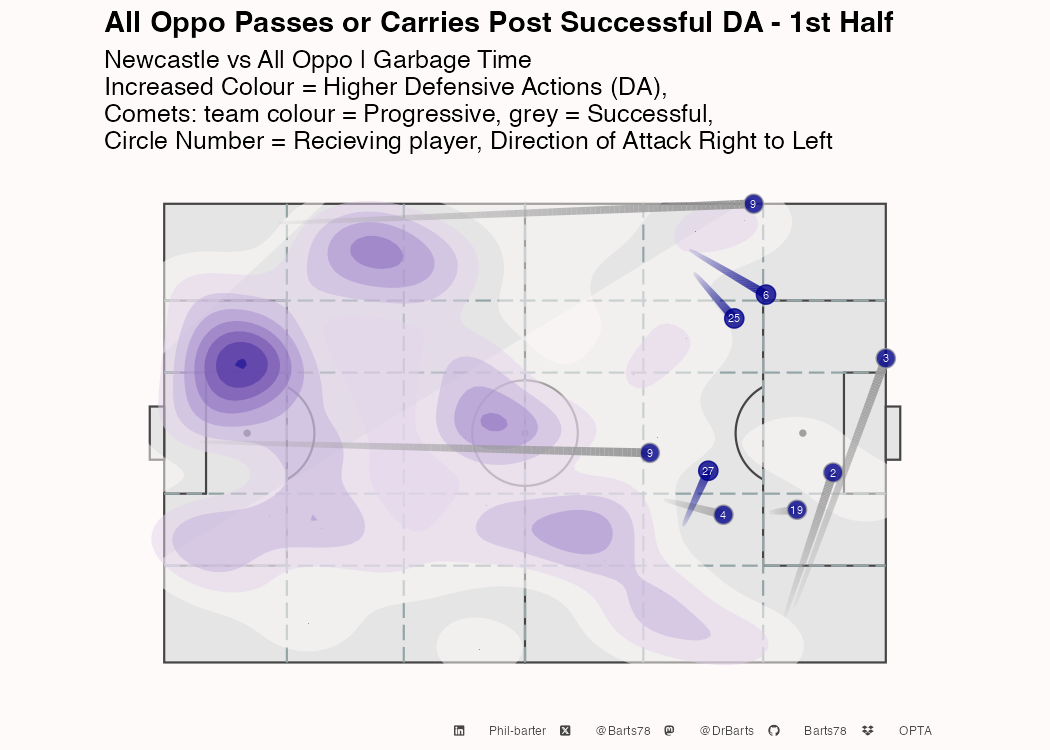 All Oppo Passes or Carries Post Successful DA - 1st Half
Newcastle vs All Oppo | Garbage Time
Increased Colour = Higher Defensive Actions (DA),
Comets: team colour = Progressive, grey = Successful,
Circle Number = Recieving player, Direction of Attack Right to Left
9
6
25
3
9
27
2
4
19
Phil-barter @Barts78 @DrBarts Barts78 OPTA